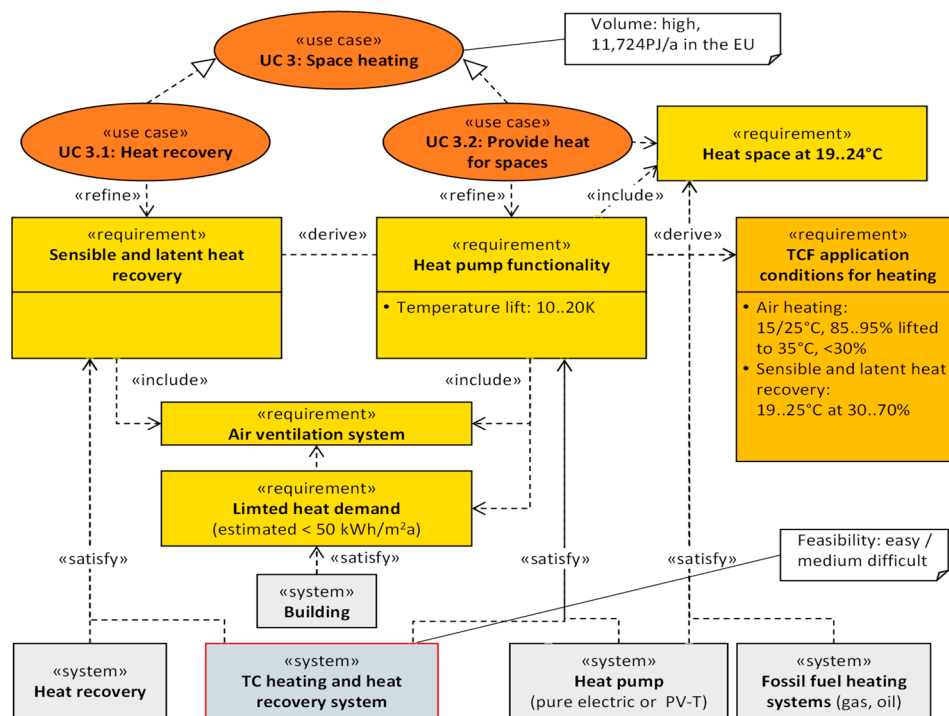 «use case»
UC 3: Space heating
Volume: high,
11,724PJ/a in the EU
«use case»
UC 3.1: Heat recovery
«use case»
UC 3.2: Provide heat
for spaces
«requirement»
Heat space at 19..24°C
«refine»
«refine»
«include»
«requirement»
Sensible and latent heat
recovery
«derive»
«requirement»
Heat pump functionality
• Temperature lift: 10..20K
«derive»
«requirement»
TCF application
conditions for heating
• Air heating:
15/25°C, 85..95% lifted
to 35°C, <30%
• Sensible and latent heat
recovery:
19..25°C at 30..70%
«include»
«include»
«requirement»
Air ventilation system
«requirement»
Limted heat demand
(estimated < 50 kWh/m²a)
«satisfy»
«satisfy»
«satisfy»
«satisfy»
Feasibility: easy /
medium difficult
«system»
Building
«system»
Heat recovery
«system»
TC heating and heat
recovery system
«system»
Heat pump
(pure electric or PV-T)
«system»
Fossil fuel heating
systems (gas, oil)